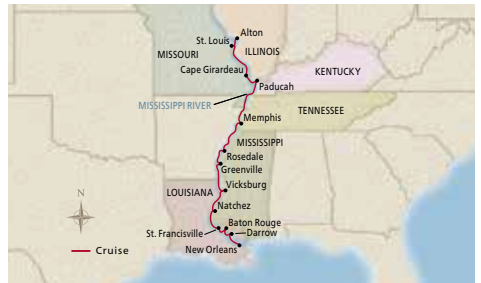 Alton
St. Louis
ILLINOIS
MISSOURI
Cape Girardeau
KENTUCKY
Paducah
MISSISSIPPI RIVER
TENNESSEE
Memphis
MISSISSIPPI
Rosedale
Greenville
LOUISIANA
Vicksburg
N
Natchez
Baton Rouge
St. Francisville
Darrow
New Orleans
Cruise